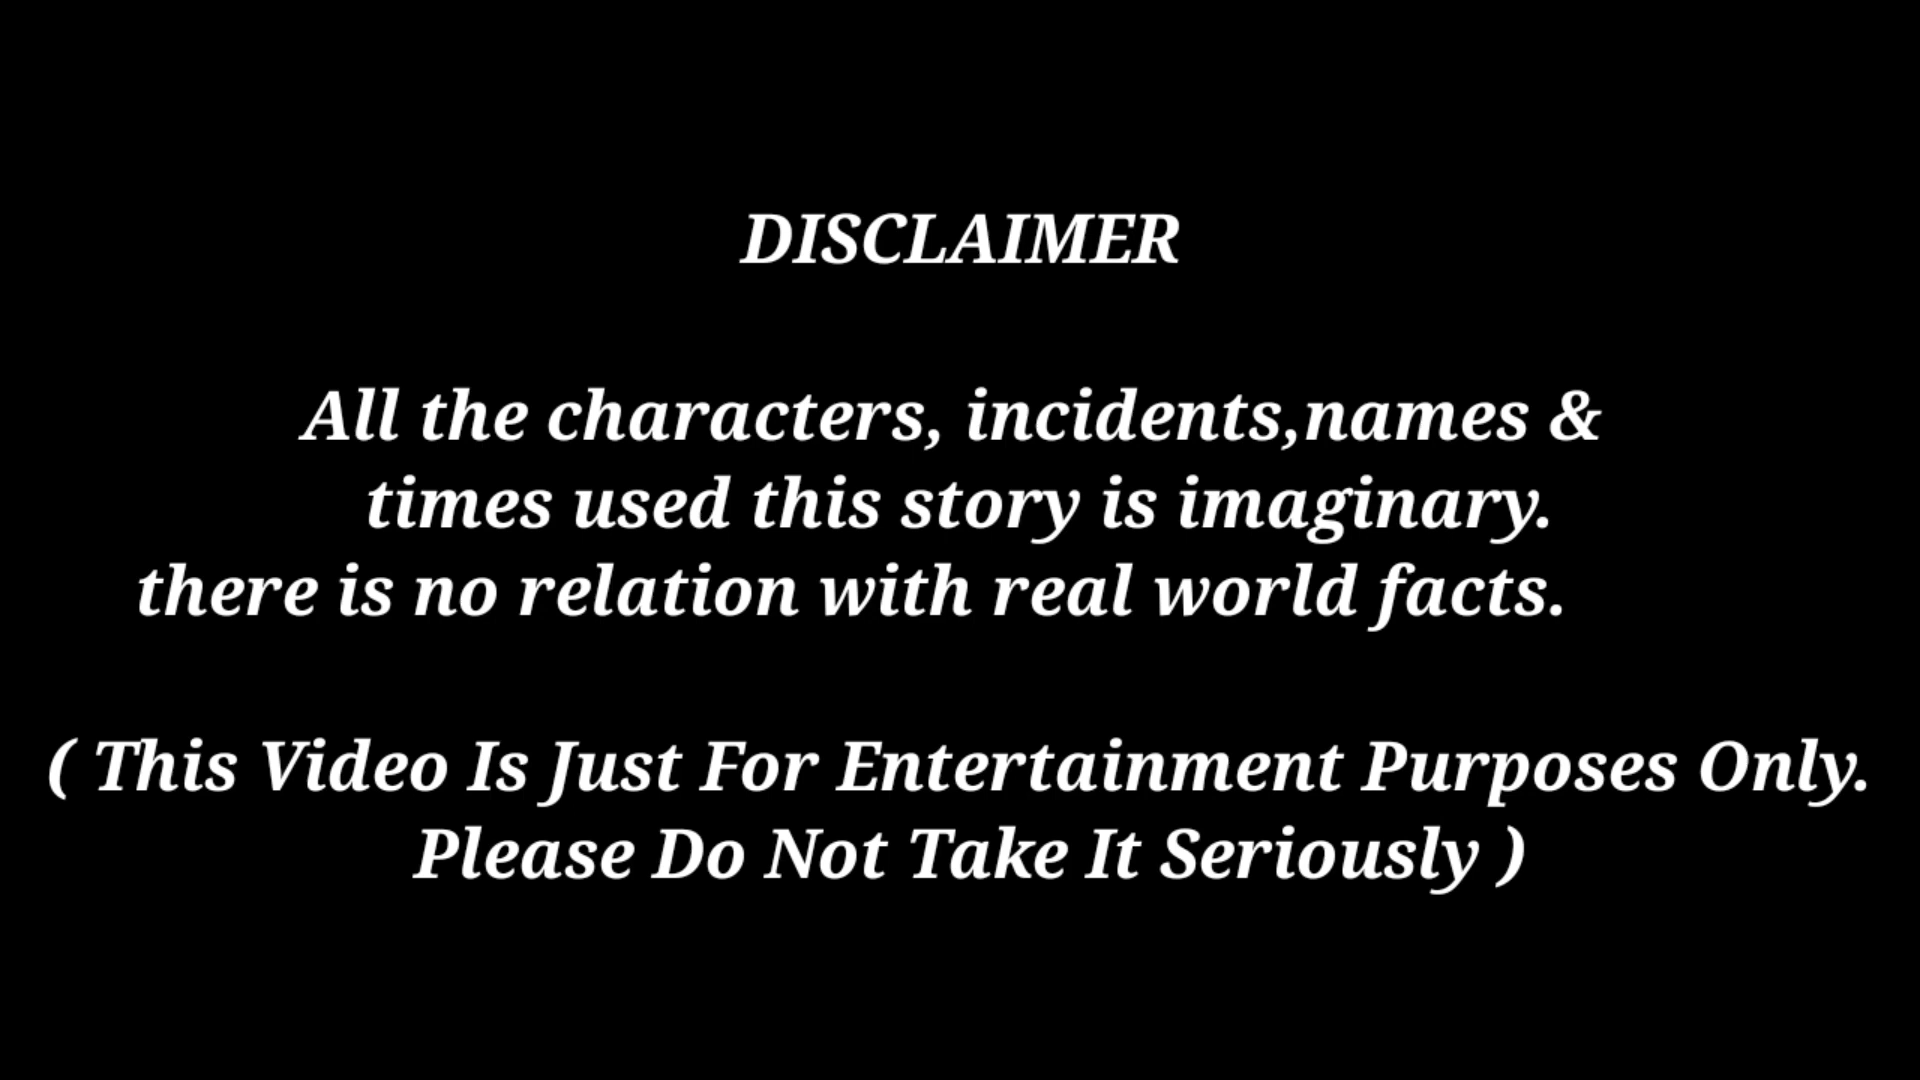 DISCLAIMER
All the characters, incidents,names &
times used this story is imaginary.
there is no relation with real world facts.
( This Video Is Just For Entertainment Purposes Only.
Please Do Not Take It Seriously )